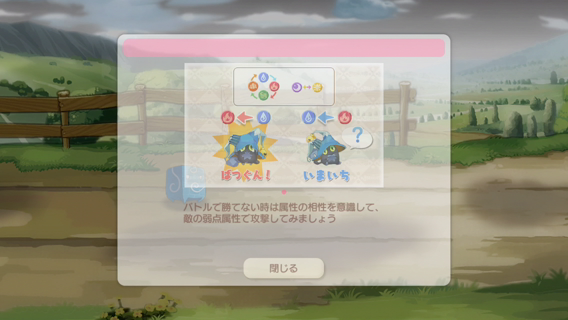 ばつぐん！
いまいち
?
バトルで勝てない時は属性の相性を意識して、
敵の弱点属性で攻撃してみましょう
閉じる